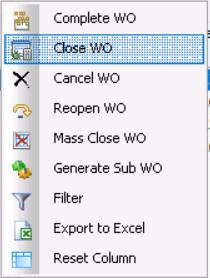 Complete WO
Close WO
Cancel WO
Reopen WO
Mass Close WO
Generate Sub WO
Filter
Export to Excel
Reset Column